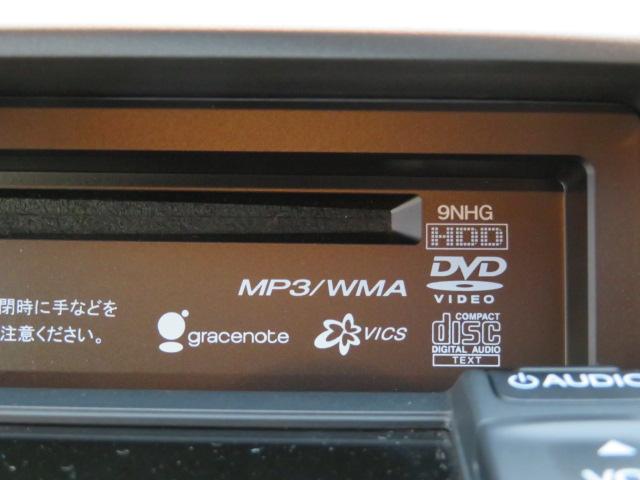 9NHG
HDD
DVD
VIDEO
MP3/WMA
閉時に手などを
注意ください。
gracenote
VICS
COMPACT
disc
DIGITAL AUDIO
TEXT
AUDIO